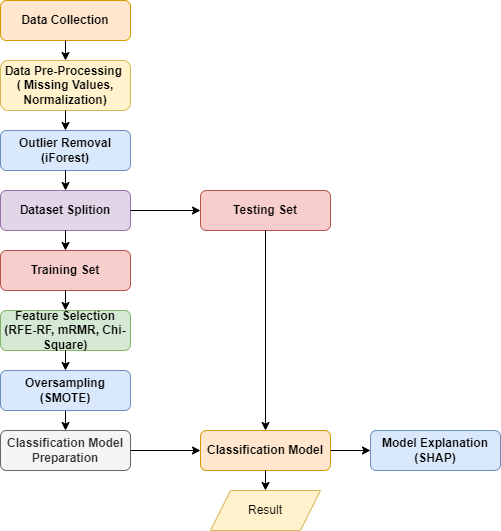 Data Collection
Data Pre-Processing
( Missing Values,
Normalization)
Outlier Removal
(iForest)
Dataset Splition
Testing Set
Training Set
Feature Selection
(RFE-RF, mRMR, Chi-
Square)
Oversampling
(SMOTE)
Classification Model
Preparation
Classification Model
Model Explanation
(SHAP)
Result